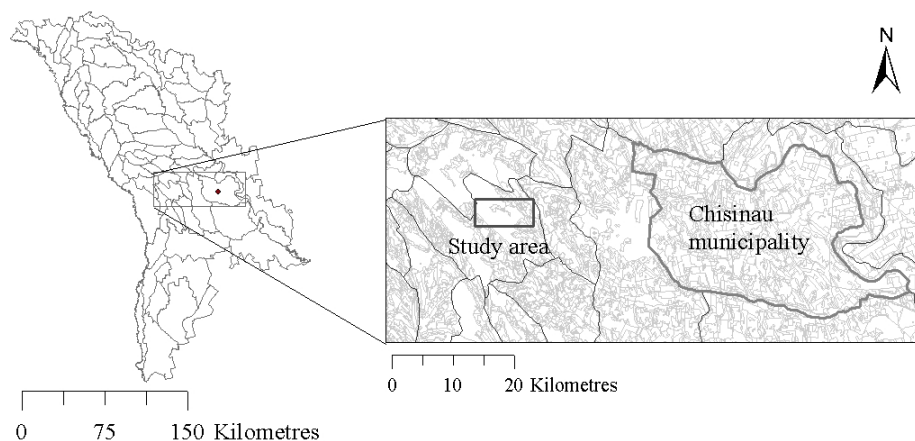 N
Chisinau
municipality
Study area
0 10 20 Kilometres
0 75 150 Kilometres